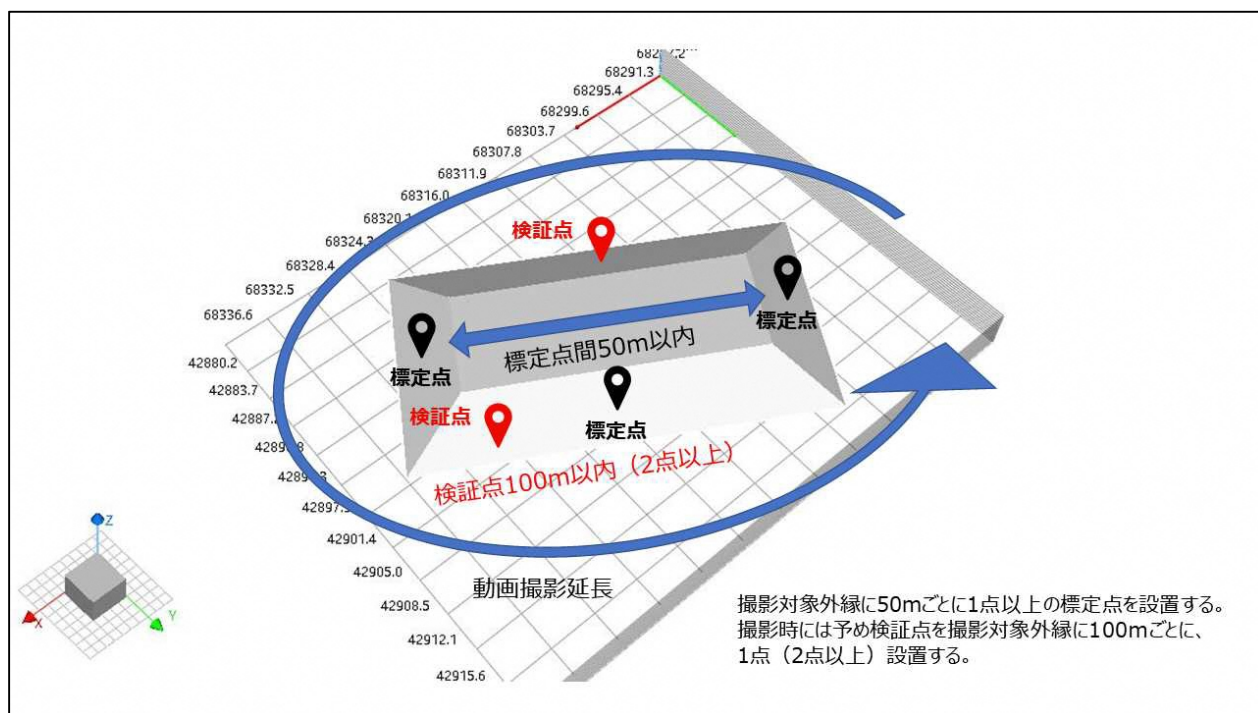 68291.3
68295.4
68299.6
68303.7
68307.8
68311.9
68316.0
68324.3
68328.4
68332.5
68336.6
42880.2
42883.7
42901.4
42905.0
42908.5
42912.1
42915.6
検証点
標定点
標定点間50m以内
標定点
標定点
検証点
検証点100m以内（2点以上）
動画撮影延長
Z
X
Y
撮影対象外縁に50mごとに1点以上の標定点を設置する。
撮影時には予め検証点を撮影対象外縁に100mごとに、
1点（2点以上）設置する。